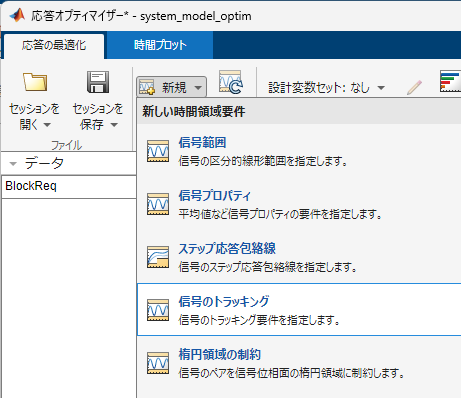 応答オプティマイザー* - system_model_optim
応答の最適化
時間プロット
セッションを
開く
セッションを
保存
ファイル
新規
設計変数セット: なし
データ
BlockReq
新しい時間領域要件
信号範囲
信号の区分的線形範囲を指定します。
信号プロパティ
平均値など信号プロパティの要件を指定します。
ステップ応答包絡線
信号のステップ応答包絡線を指定します。
信号のトラッキング
信号のトラッキング要件を指定します。
楕円領域の制約
信号のペアを信号位相面の楕円領域に制約します。